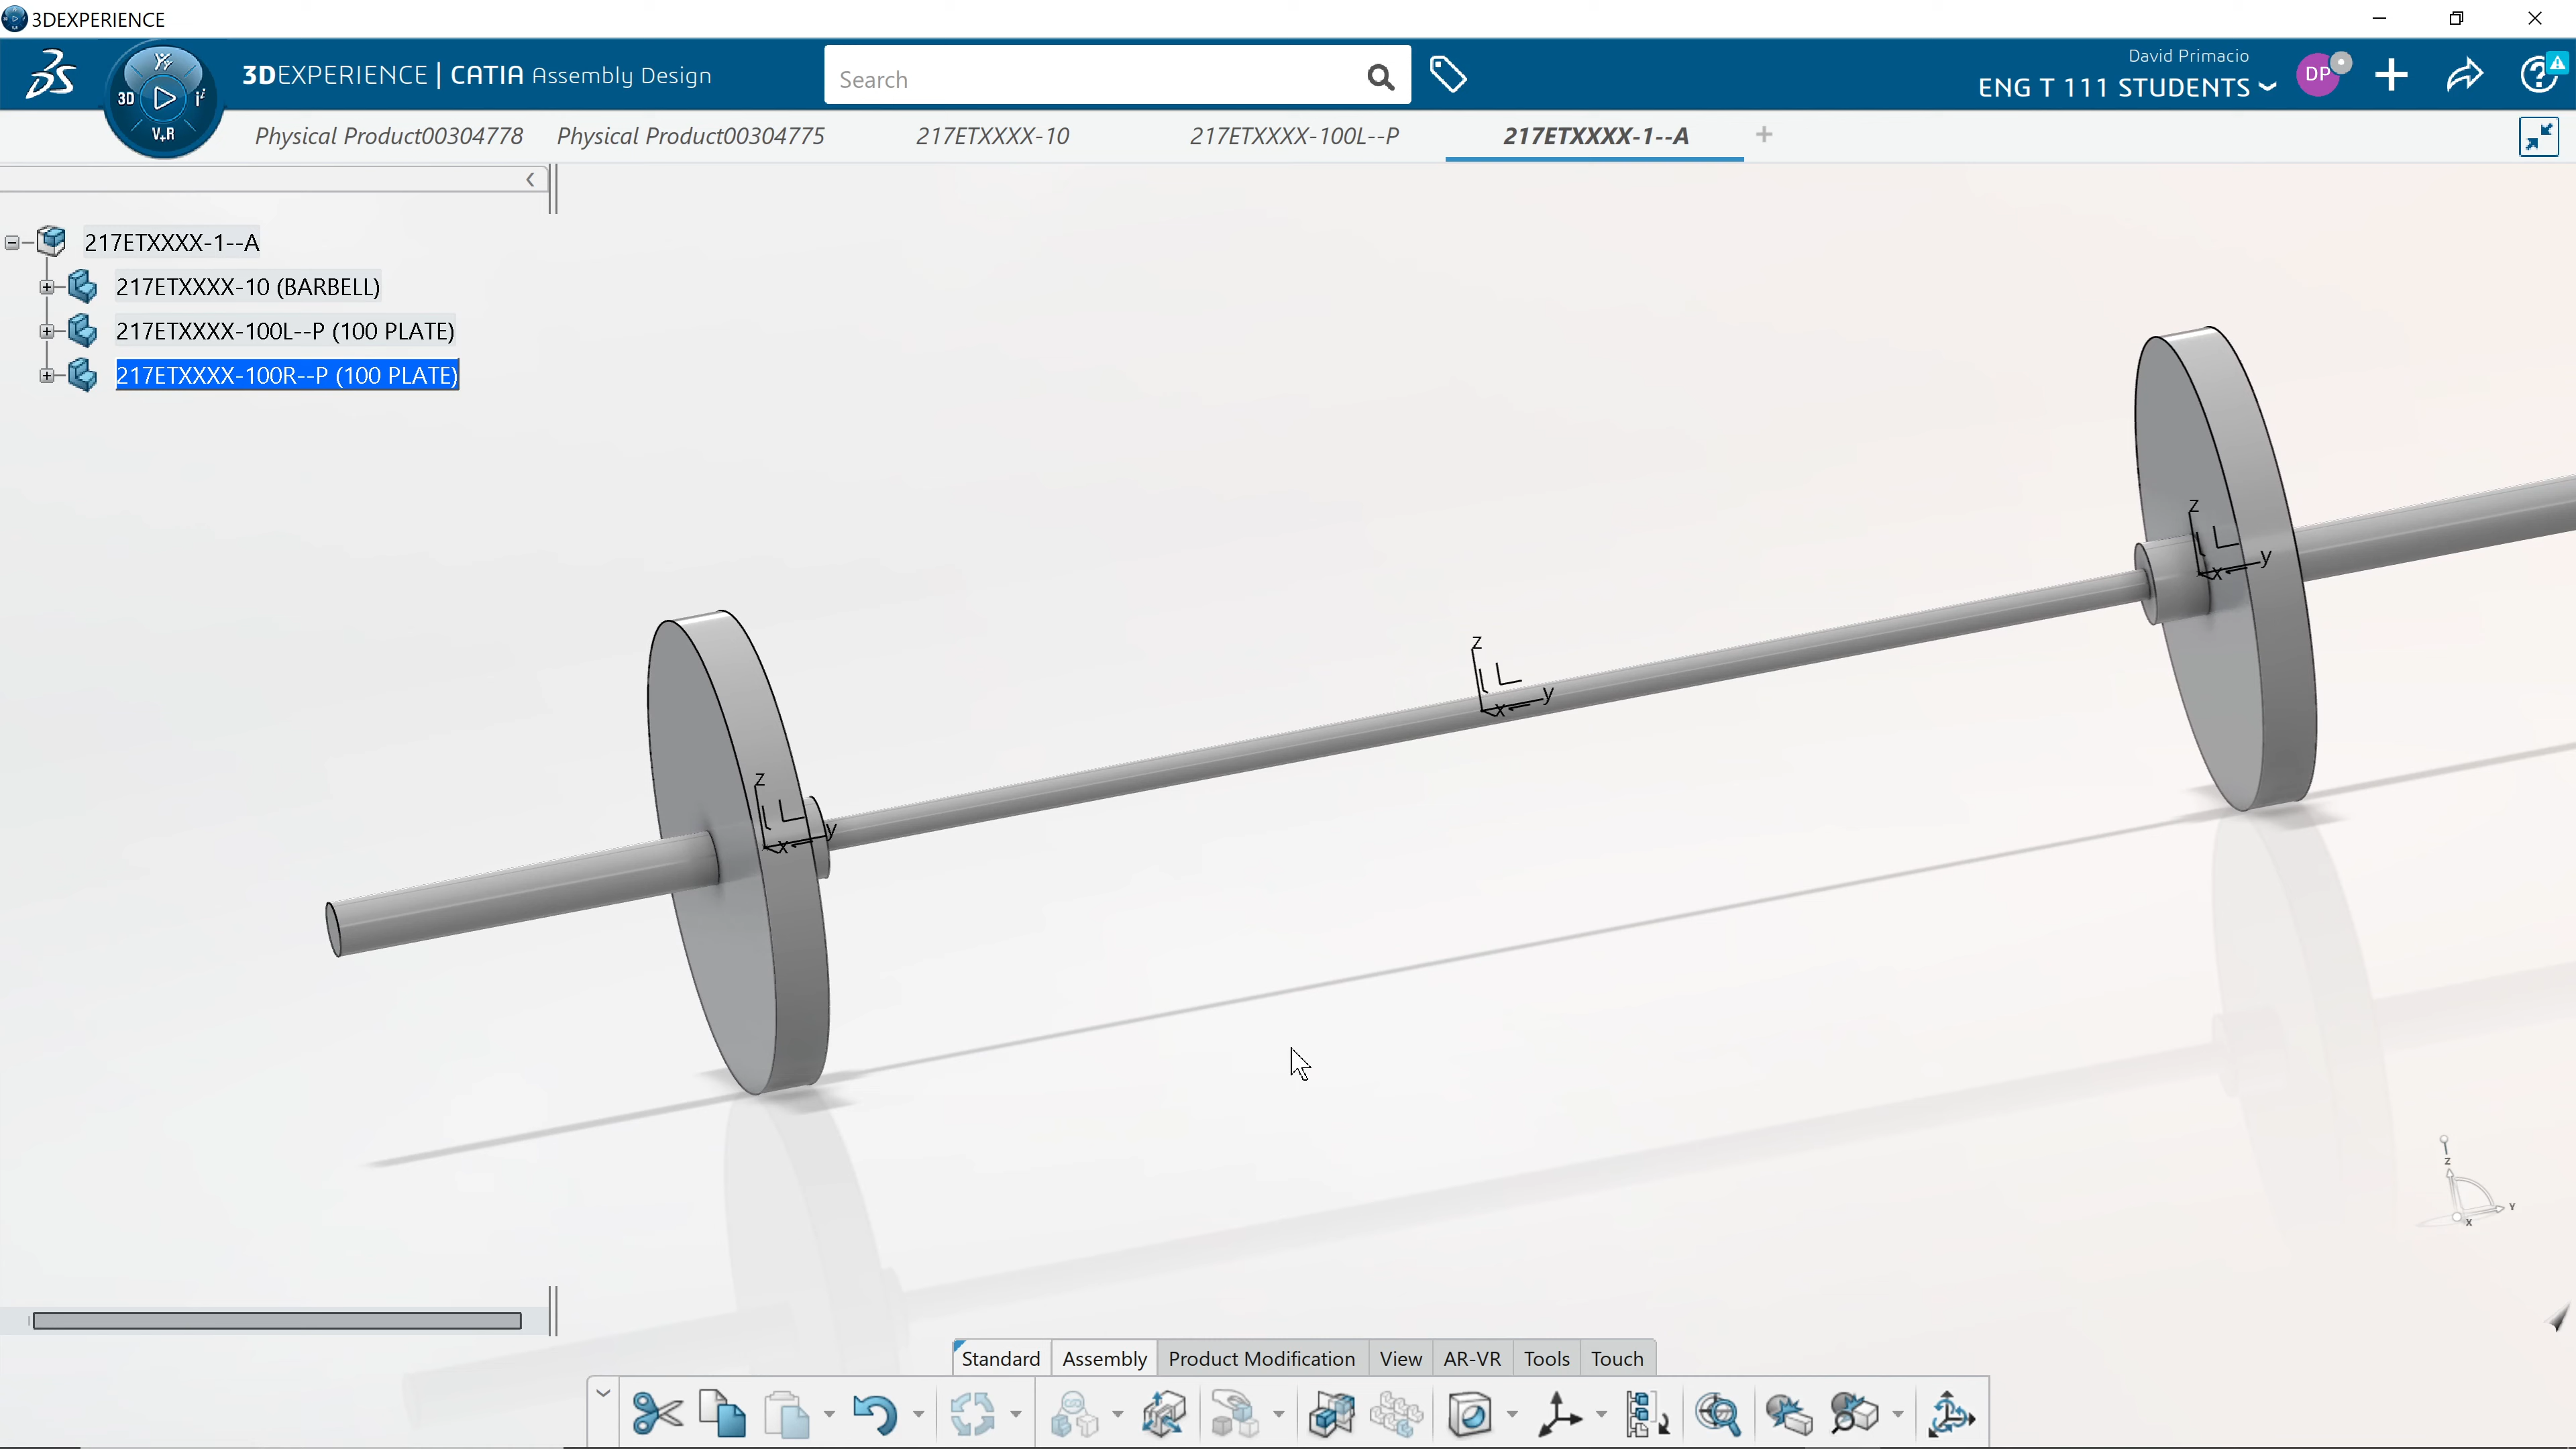 3DEXPERIENCE
3DEXPERIENCE | CATIA Assembly Design
3D
V+R
Search
David Primacio
ENG T 111 STUDENTS
DP
Physical Product00304778
Physical Product00304775
217ETXXXX-10
217ETXXXX-100L--P
217ETXXXX-1--A
217ETXXXX-1--A
217ETXXXX-10 (BARBELL)
217ETXXXX-100L--P (100 PLATE)
217ETXXXX-100R--P (100 PLATE)
z
y
x
z
y
x
z
y
x
z
Y
X
Standard
Assembly
Product Modification
View
AR-VR
Tools
Touch